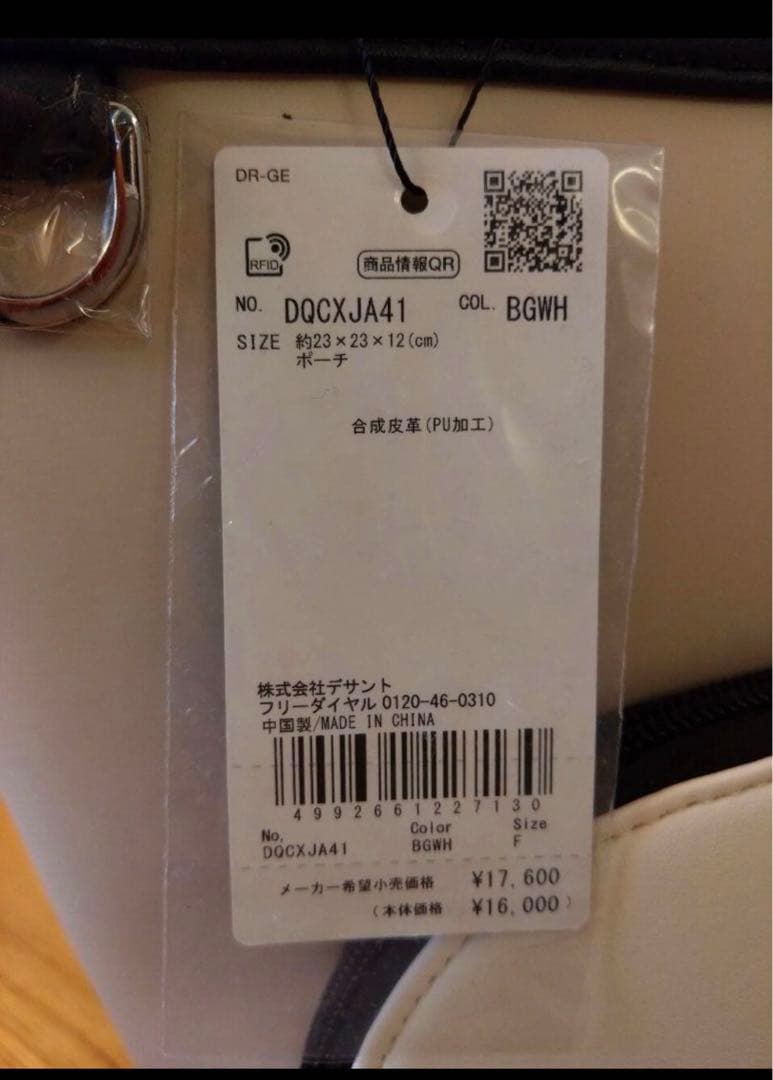 DR-GE
RFID
商品情報QR
NO. DQCXJA41 COL. BGWH
SIZE 約23×23×12(cm)
ポーチ
合成皮革(PU加工)
株式会社デサント
フリーダイヤル 0120-46-0310
中国製/MADE IN CHINA
4992661227130
No. Color Size
DQCXJA41 BGWH F
メーカー希望小売価格 ¥17,600
(本体価格 ¥16,000)